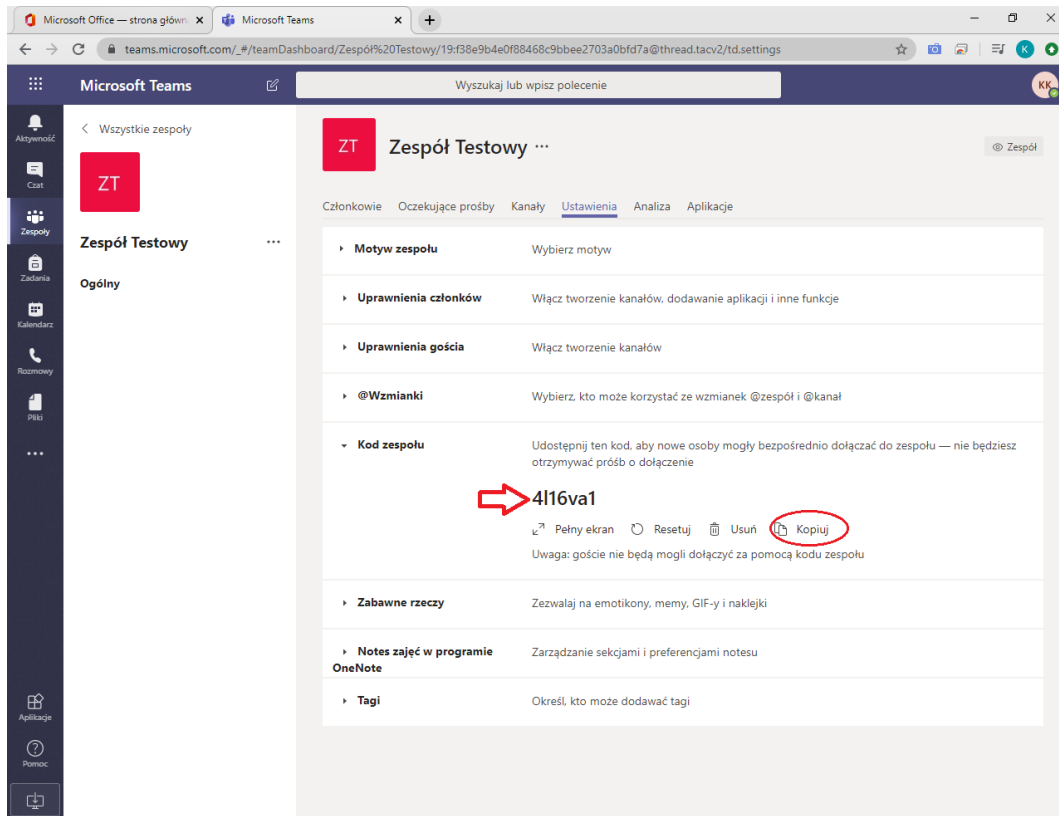 Microsoft Office — strona główn
Microsoft Teams
teams.microsoft.com/_#/teamDashboard/Zespół%20Testowy/19:f38e9b4e0f88468c9bbee2703a0bfd7a@thread.tacv2/td.settings
K
Microsoft Teams
Wyszukaj lub wpisz polecenie
KK
Aktywność
Czat
Zespoły
Zadania
Kalendarz
Rozmowy
Pliki
Aplikacje
Pomoc
Wszystkie zespoły
ZT
Zespół Testowy ...
Ogólny
ZT
Zespół Testowy ...
Zespół
Członkowie Oczekujące prośby Kanały Ustawienia Analiza Aplikacje
Motyw zespołu Wybierz motyw
Uprawnienia członków Włącz tworzenie kanałów, dodawanie aplikacji i inne funkcje
Uprawnienia gościa Włącz tworzenie kanałów
@Wzmianki Wybierz, kto może korzystać ze wzmianek @zespół i @kanał
Kod zespołu Udostępnij ten kod, aby nowe osoby mogły bezpośrednio dołączać do zespołu — nie będziesz
otrzymywać próśb o dołączenie
4l16va1
Pełny ekran Resetuj Usuń Kopiuj
Uwaga: goście nie będą mogli dołączyć za pomocą kodu zespołu
Zabawne rzeczy Zezwalaj na emotikony, memy, GIF-y i naklejki
Notes zajęć w programie Zarządzanie sekcjami i preferencjami notesu
OneNote
Tagi Określ, kto może dodawać tagi